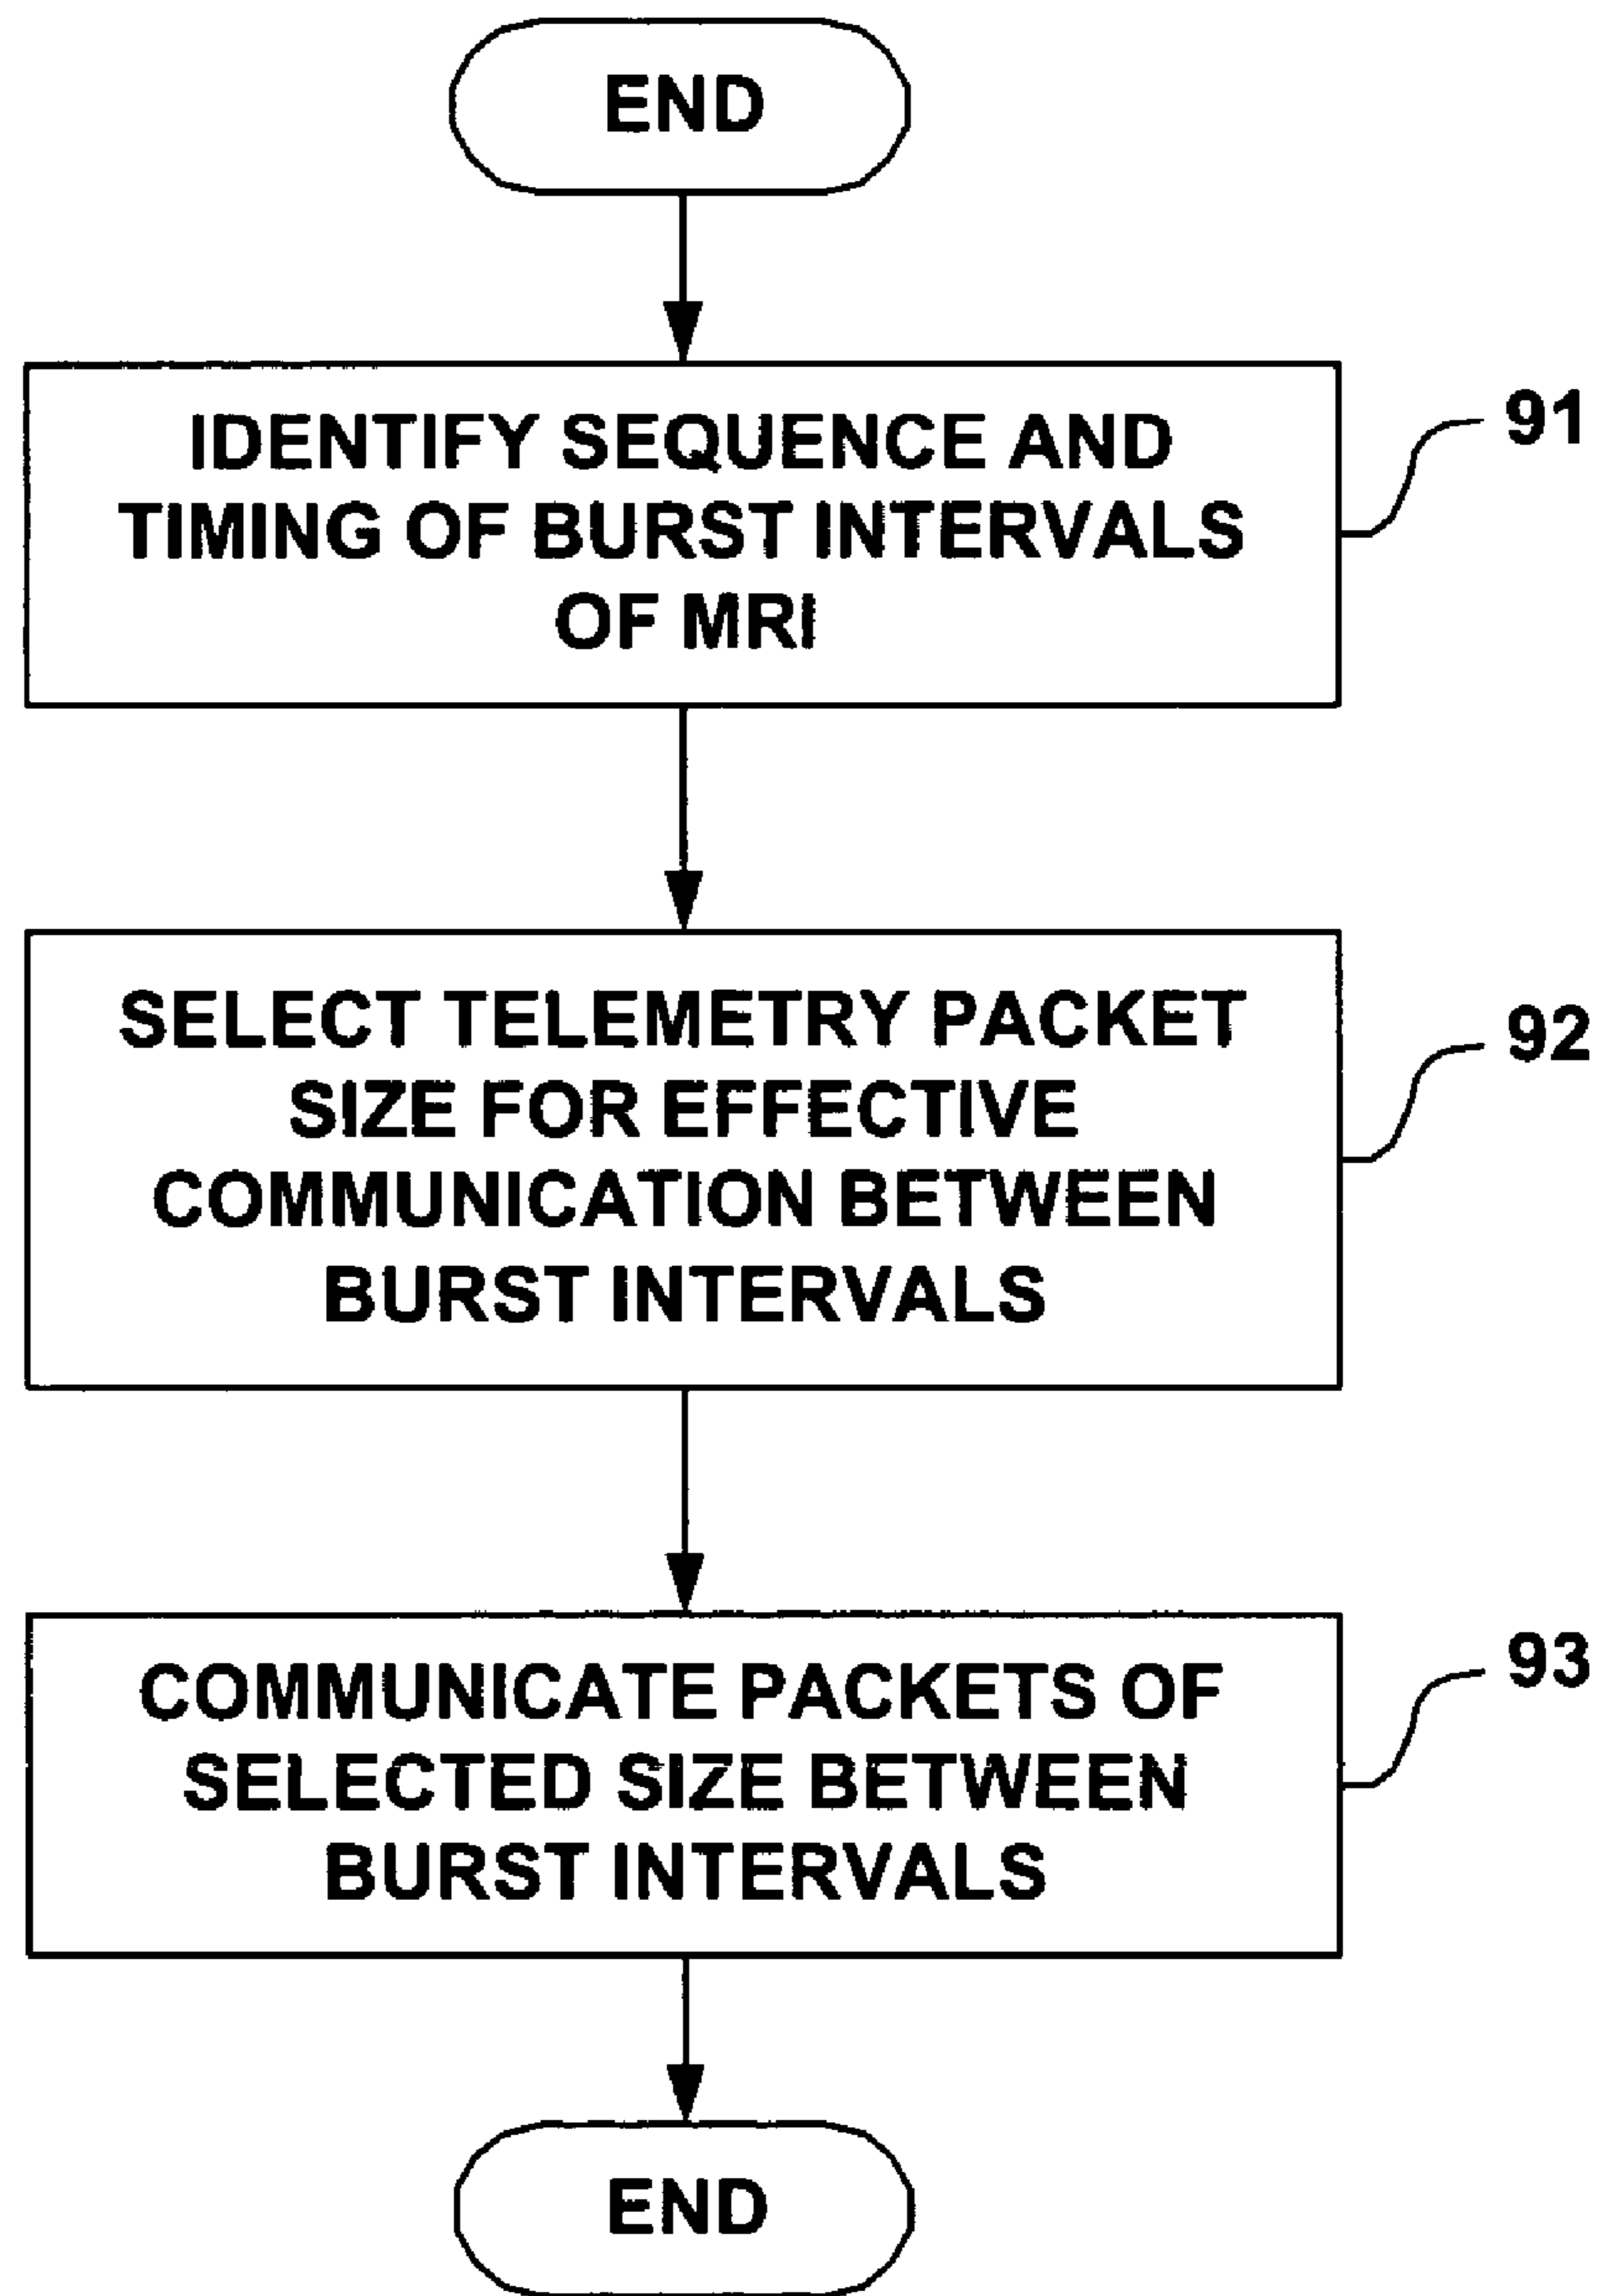 END
IDENTIFY SEQUENCE AND
TIMING OF BURST INTERVALS
OF MRI
91
SELECT TELEMETRY PACKET
SIZE FOR EFFECTIVE
COMMUNICATION BETWEEN
BURST INTERVALS
92
COMMUNICATE PACKETS OF
SELECTED SIZE BETWEEN
BURST INTERVALS
93
END